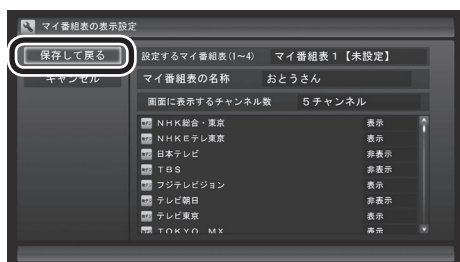 マイ番組表の表示設定
保存して戻る
キャンセル
設定するマイ番組表(1~4) マイ番組表1【未設定】
マイ番組表の名称 おとうさん
画面に表示するチャンネル数 5チャンネル
NHK総合・東京 表示
NHKEテレ東京 表示
日本テレビ 非表示
TBS 非表示
フジテレビジョン 表示
テレビ朝日 非表示
テレビ東京 表示
TOKYO MX 表示